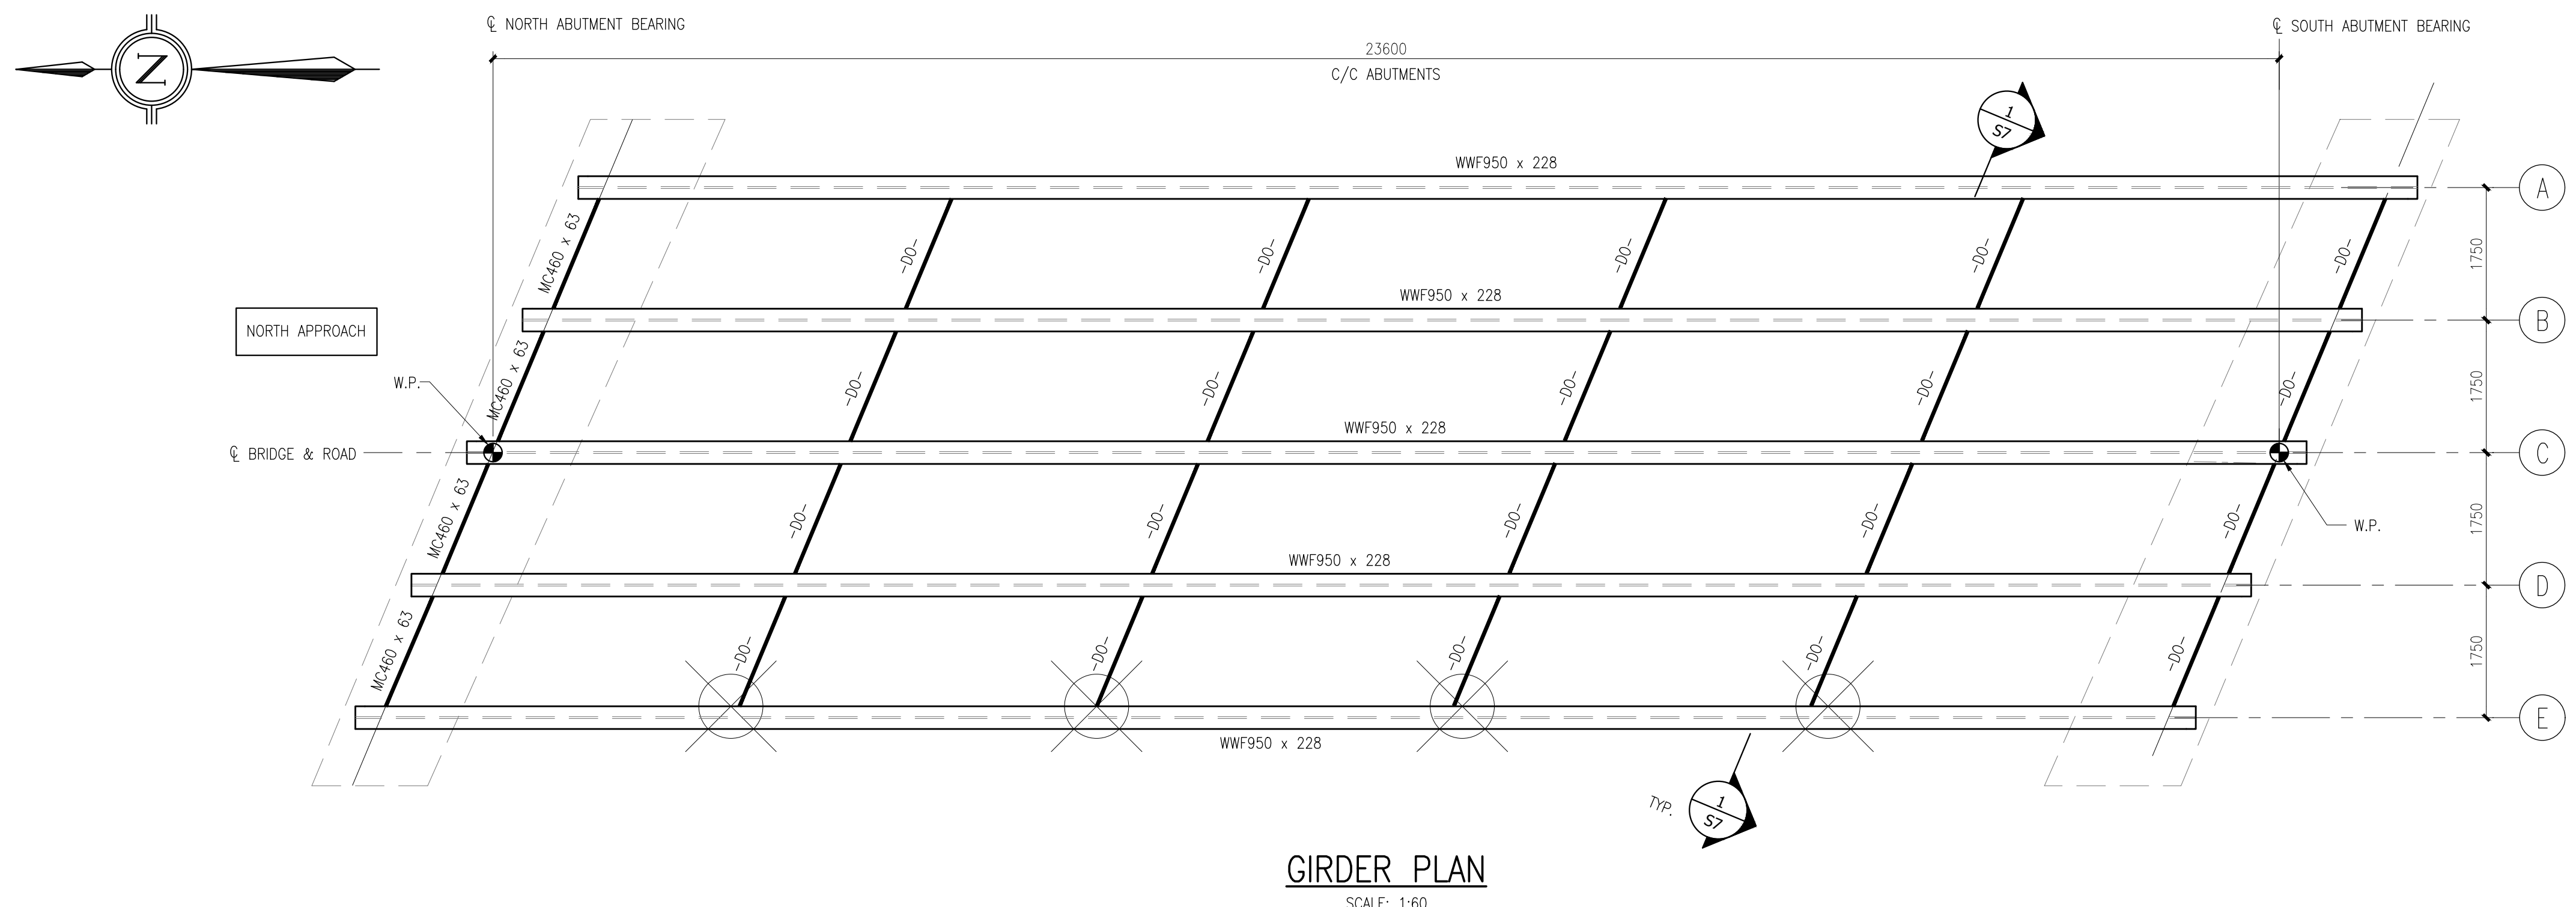 ℄ NORTH ABUTMENT BEARING
℄ SOUTH ABUTMENT BEARING
N
23600
C/C ABUTMENTS
1
S7
WWF950 x 228
A
MC460 x 63
-DO-
-DO-
-DO-
-DO-
-DO-
1750
WWF950 x 228
B
NORTH APPROACH
MC460 x 63
-DO-
-DO-
-DO-
-DO-
-DO-
1750
W.P.
WWF950 x 228
℄ BRIDGE & ROAD
C
MC460 x 63
-DO-
-DO-
-DO-
-DO-
-DO-
1750
W.P.
WWF950 x 228
D
MC460 x 63
-DO-
-DO-
-DO-
-DO-
-DO-
1750
E
WWF950 x 228
TYP.
1
S7
GIRDER PLAN
SCALE: 1:60